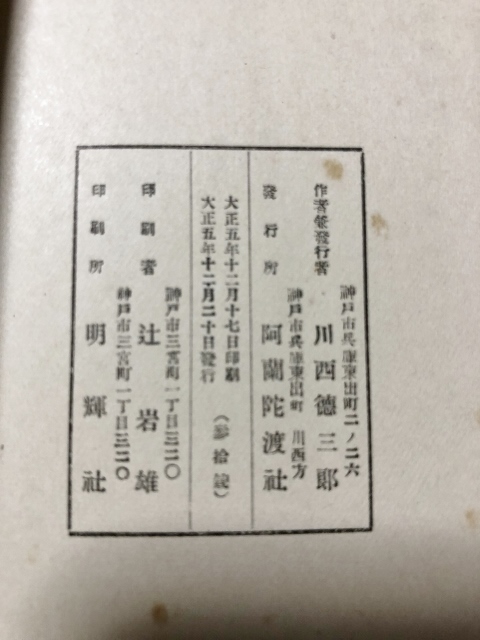 神戸市兵庫東出町二ノ二六
作者兼發行者 川西德三郎
神戸市兵庫東出町 川西方
發行所 阿蘭陀渡社
大正五年十二月十七日印刷
大正五年十二月二十日發行 (參拾錢)
神戸市三宮町一丁目三二〇
印刷者 辻岩雄
神戸市三宮町一丁目三二〇
印刷所 明輝社